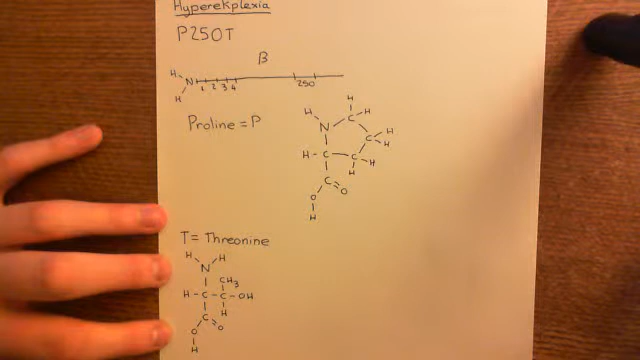 Hyperekplexia
P250T
β
H
N
H
1 2 3 4
250
Proline = P
H
H
N
C
H
C
H
H
H
C
C
H
H
C
O
O
H
T = Threonine
H
H
N
CH3
H
C
C
OH
H
C
O
O
H